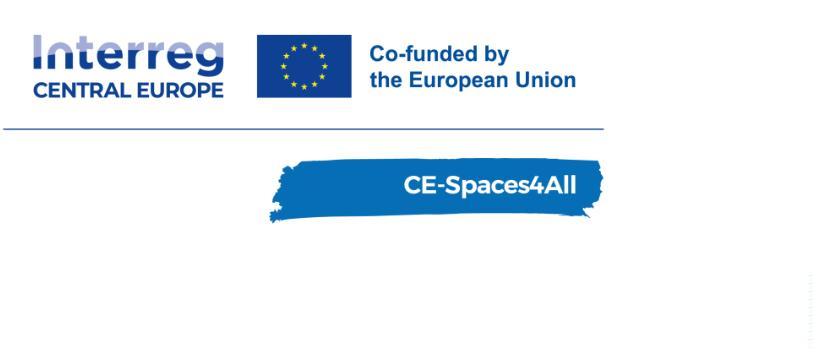 Interreg
CENTRAL EUROPE
Co-funded by
the European Union
CE-Spaces4All